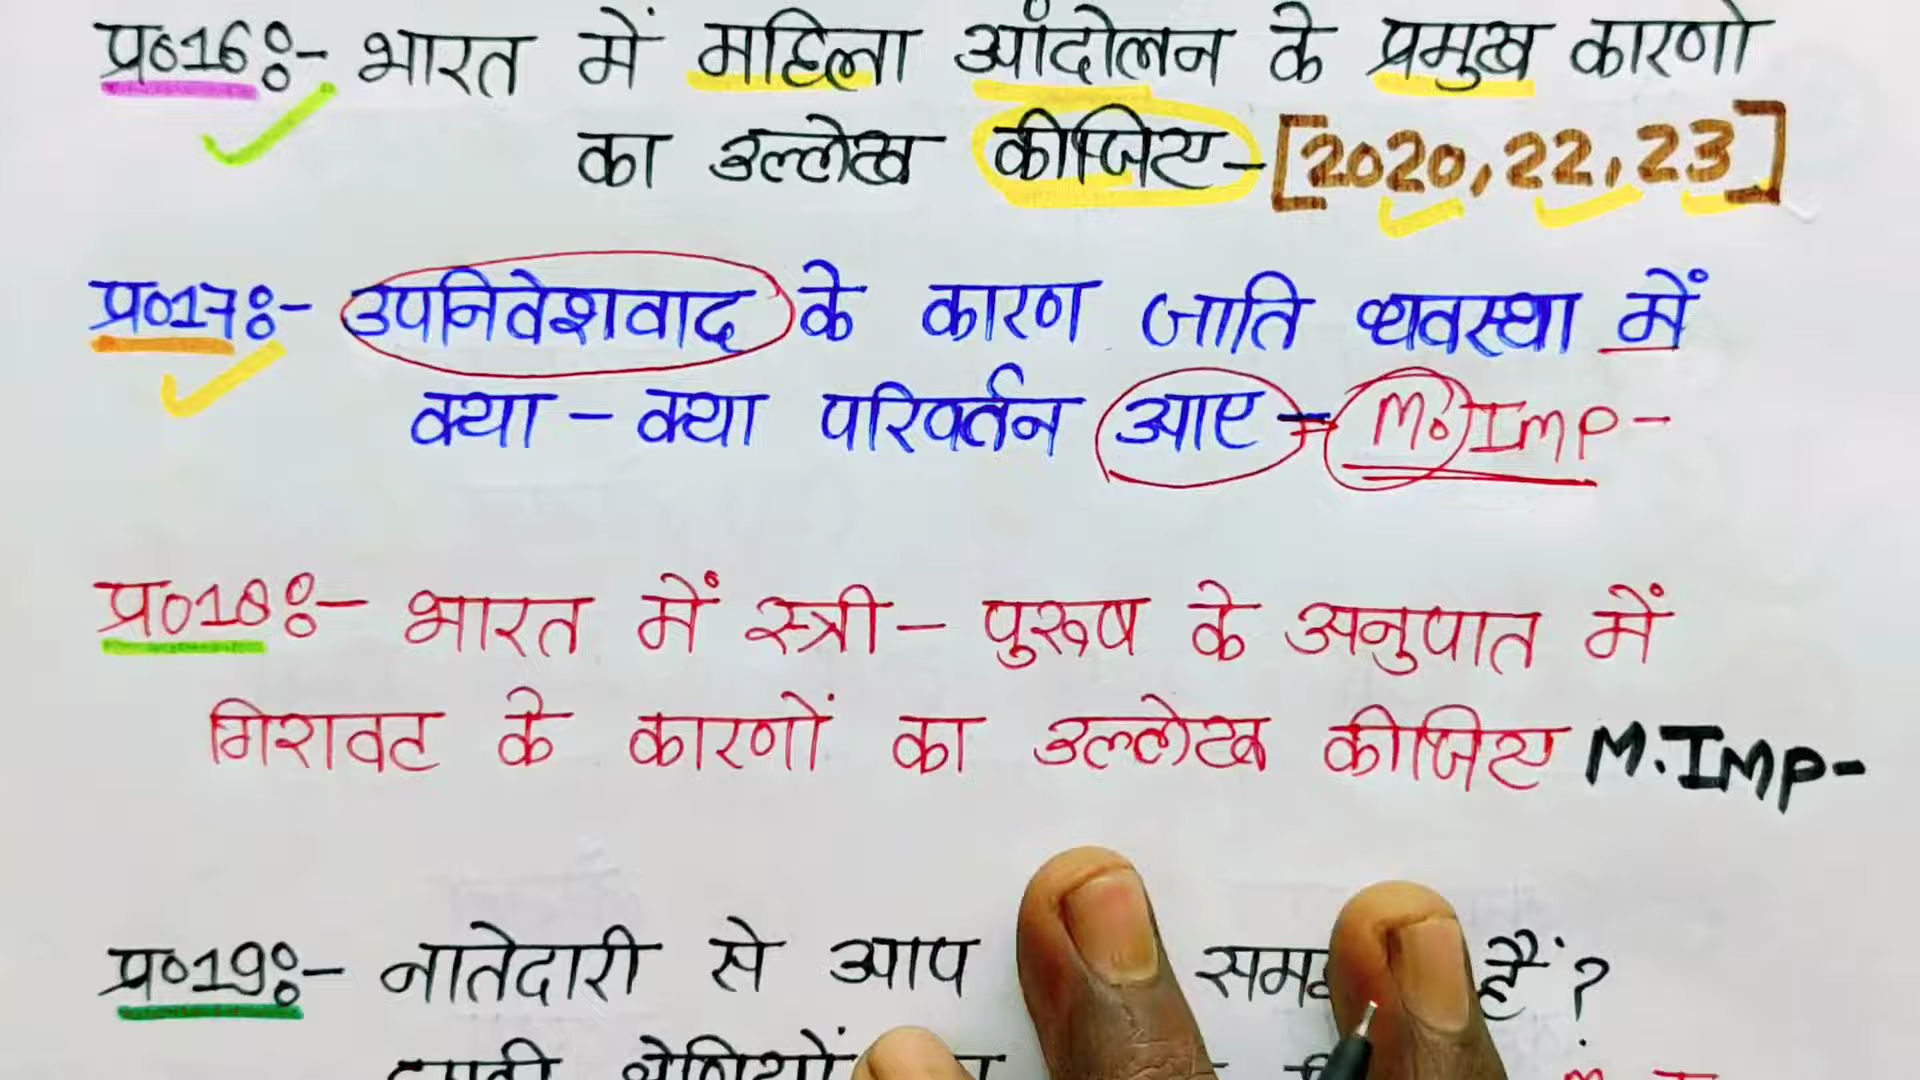 प्र०16ः- भारत में महिला आंदोलन के प्रमुख कारणो
का उल्लेख कीजिए-[2020,22,23]
प्र०17ः- उपनिवेशवाद के कारण जाति व्यवस्था में
क्या-क्या परिवर्तन आए- M.Imp-
प्र०18ः- भारत में स्त्री-पुरूष के अनुपात में
गिरावट के कारणों का उल्लेख कीजिए M.Imp-
प्र०19ः- नातेदारी से आप हैं?